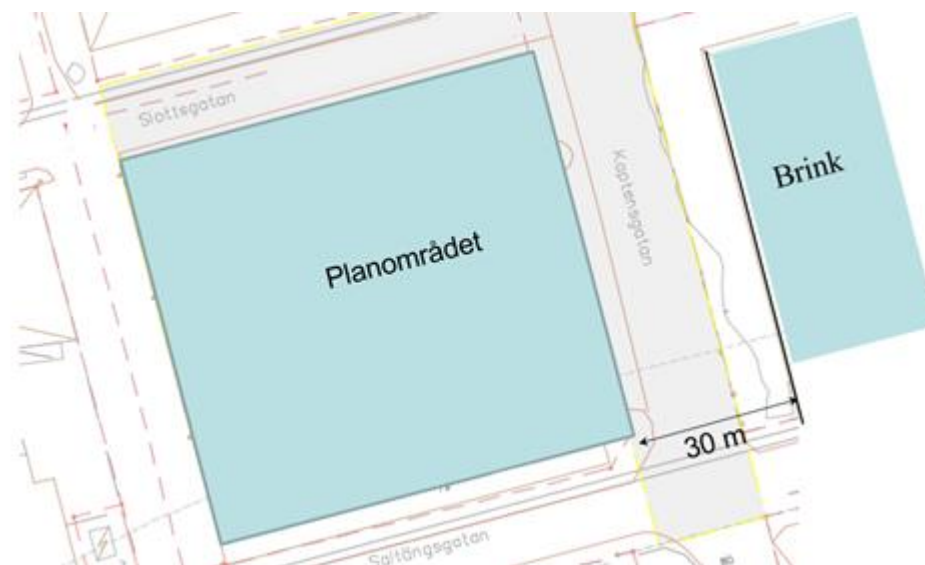 Slottsgatan
Kaptensgatan
Brink
Planområdet
30 m
Saltängsgatan